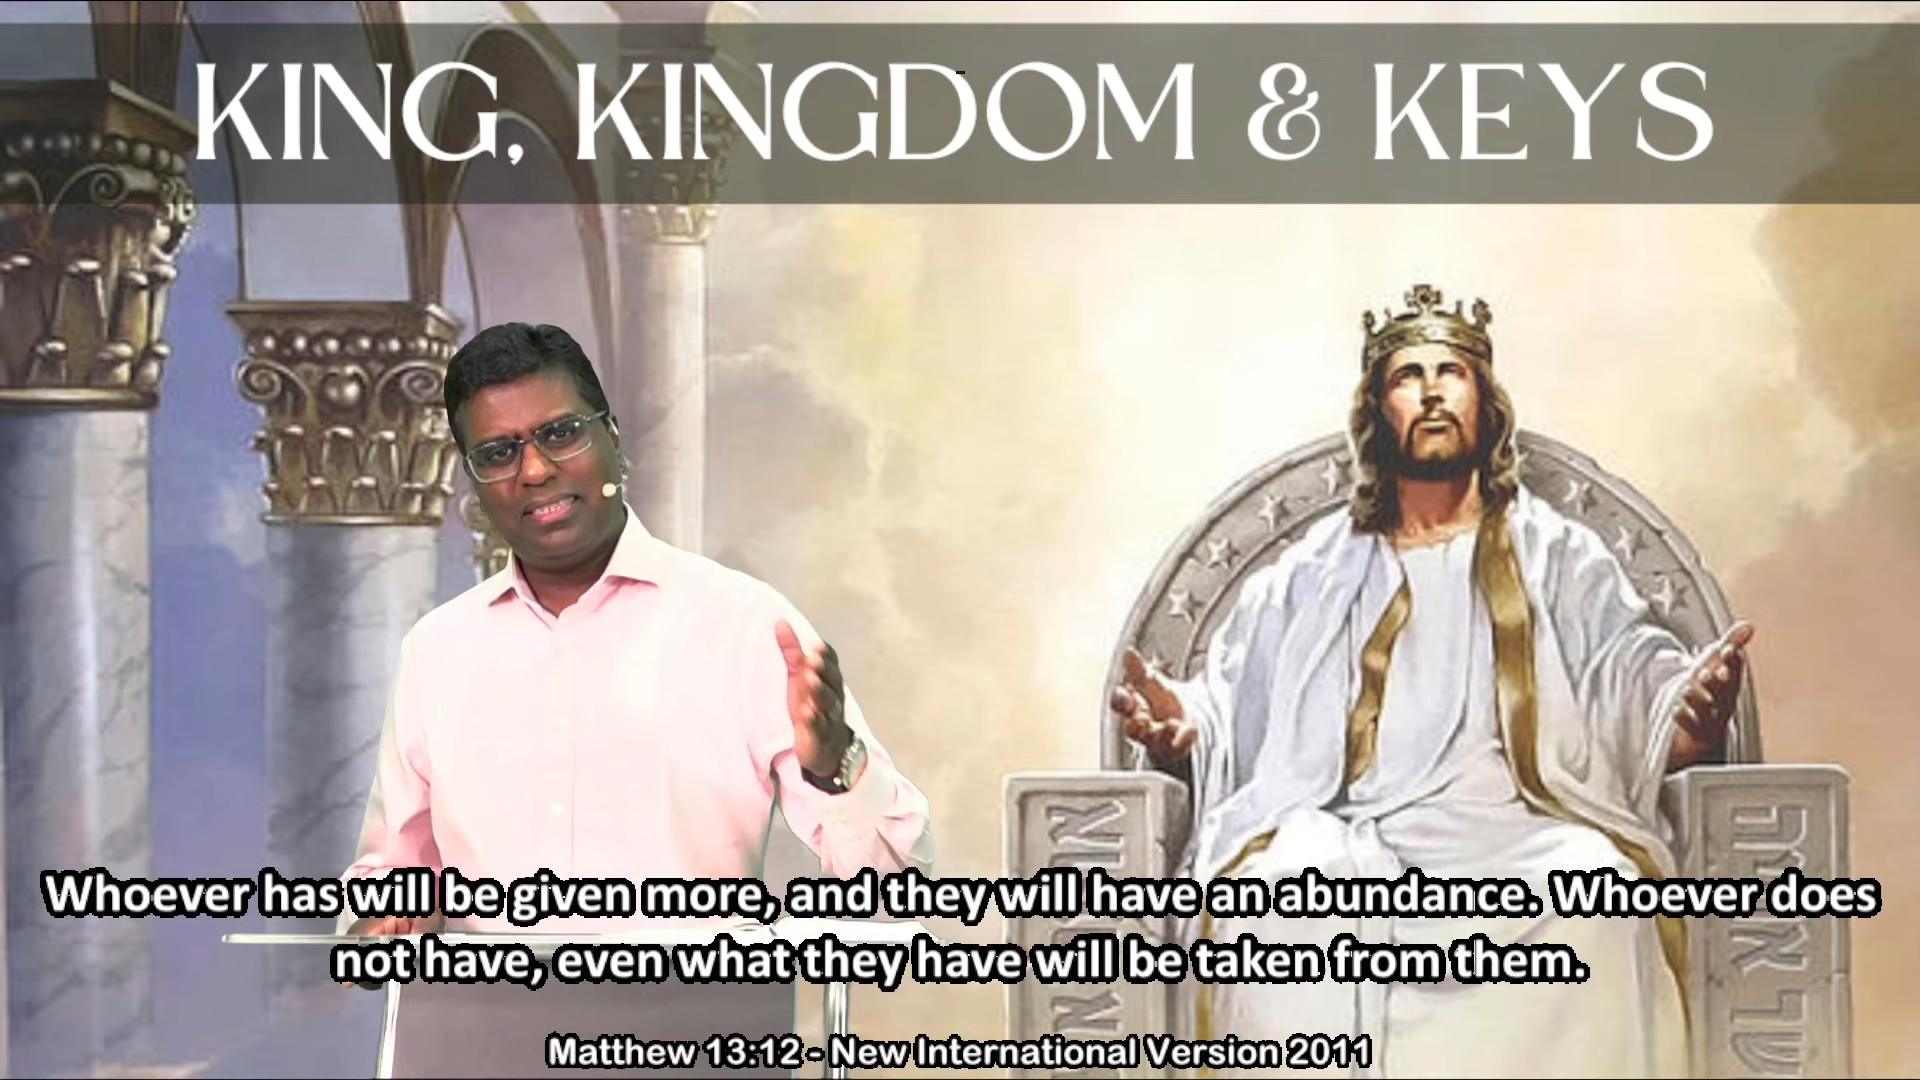 KING, KINGDOM & KEYS
Whoever has will be given more, and they will have an abundance. Whoever does
not have, even what they have will be taken from them.
Matthew 13:12 - New International Version 2011